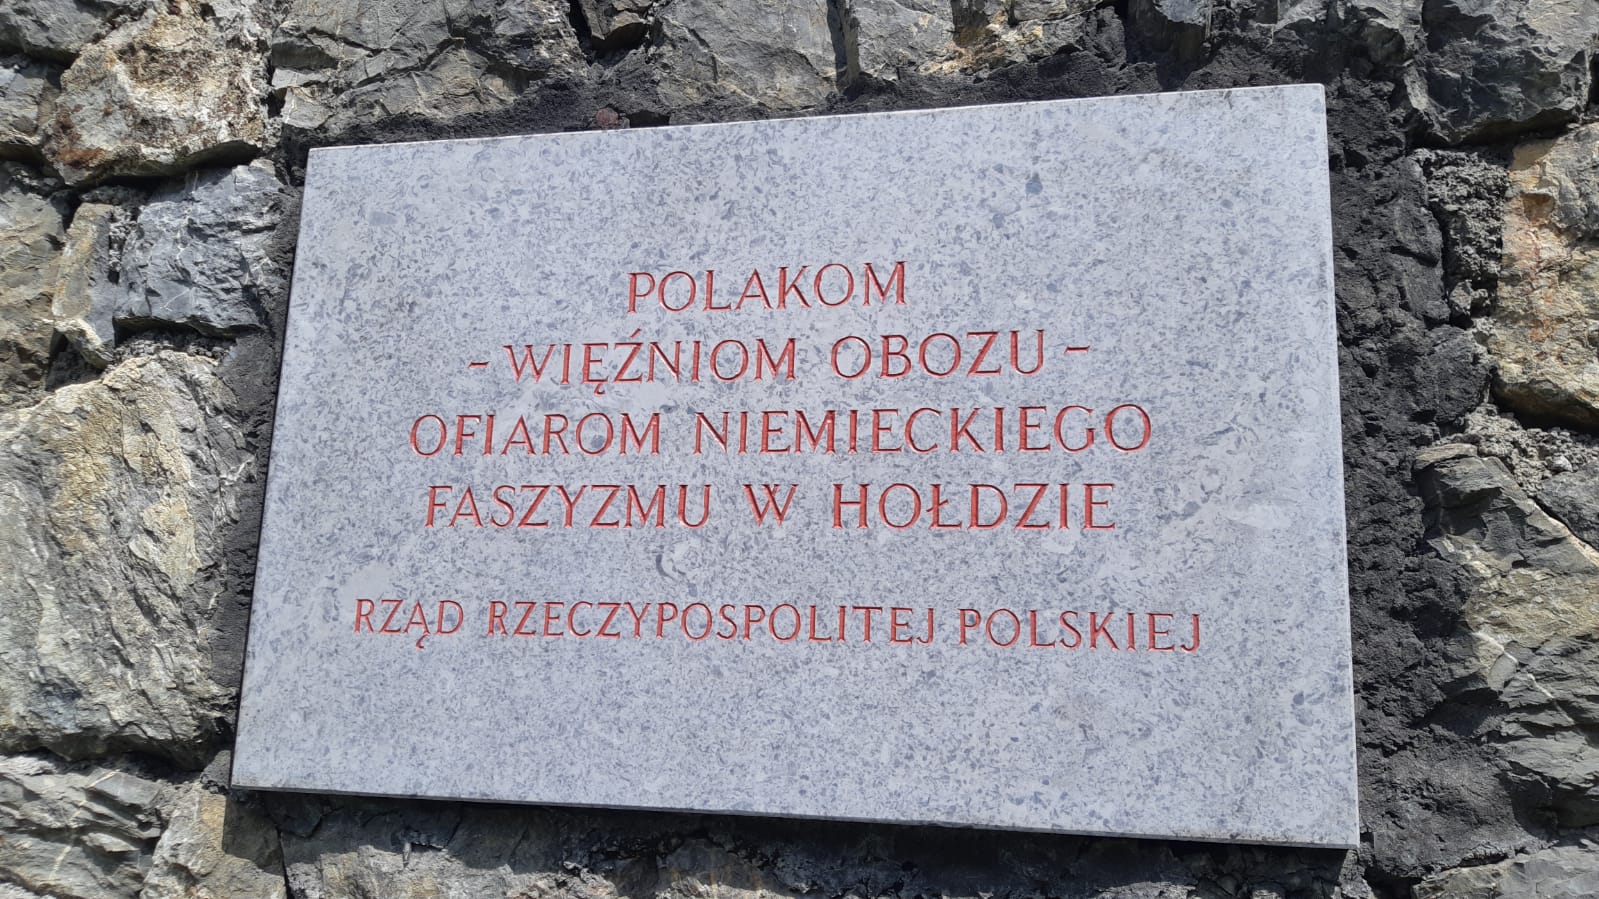 POLAKOM
- WIĘŹNIOM OBOZU -
OFIAROM NIEMIECKIEGO
FASZYZMU W HOŁDZIE
RZĄD RZECZYPOSPOLITEJ POLSKIEJ